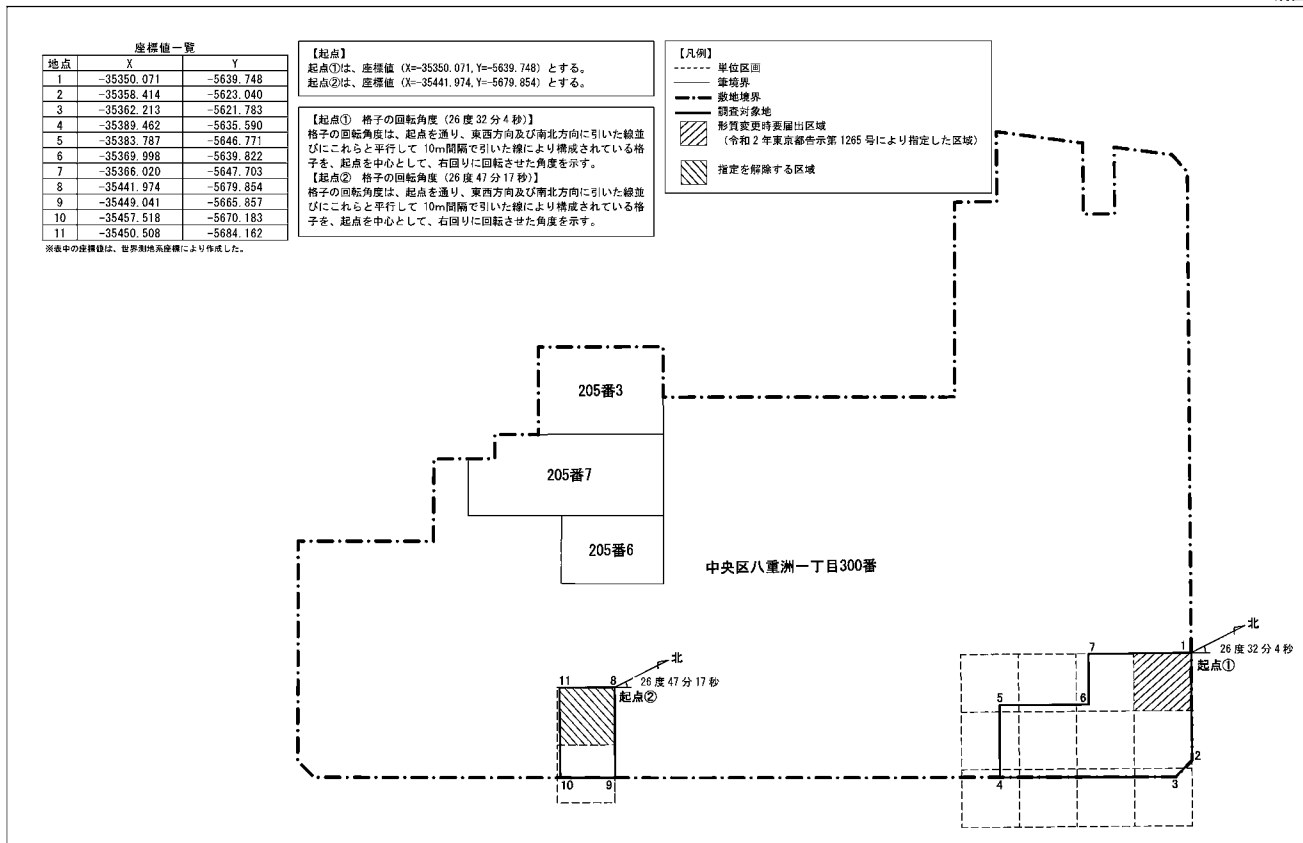 座標値一覧
地点 X Y
1 -35350.071 -5639.748
2 -35358.414 -5623.040
3 -35362.213 -5621.783
4 -35389.462 -5635.590
5 -35383.787 -5646.771
6 -35369.998 -5639.822
7 -35366.020 -5647.703
8 -35441.974 -5679.854
9 -35449.041 -5665.857
10 -35457.518 -5670.183
11 -35450.508 -5684.162
※表中の座標値は、世界測地系座標により作成した。
【起点】
起点①は、座標値（X=-35350.071,Y=-5639.748）とする。
起点②は、座標値（X=-35441.974,Y=-5679.854）とする。
【起点① 格子の回転角度（26度32分4秒）】
格子の回転角度は、起点を通り、東西方向及び南北方向に引いた線並
びにこれらと平行して 10m間隔で引いた線により構成されている格
子を、起点を中心として、右回りに回転させた角度を示す。
【起点② 格子の回転角度（26度47分17秒）】
格子の回転角度は、起点を通り、東西方向及び南北方向に引いた線並
びにこれらと平行して 10m間隔で引いた線により構成されている格
子を、起点を中心として、右回りに回転させた角度を示す。
【凡例】
単位区画
筆境界
敷地境界
調査対象地
形質変更時要届出区域
（令和2年東京都告示第1265号により指定した区域）
指定を解除する区域
205番3
205番7
205番6
中央区八重洲一丁目300番
北
26度32分4秒
起点①
1
7
6
5
4
3
2
北
26度47分17秒
起点②
11
8
10
9